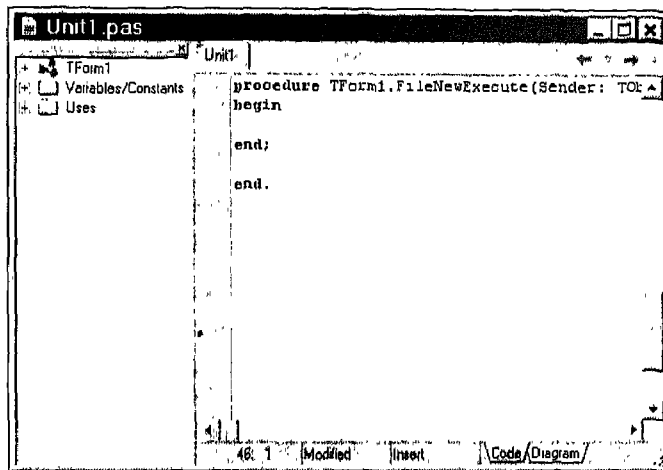 Unit1.pas
TForm1
Variables/Constants
Uses
Unit1
procedure TForm1.FileNewExecute(Sender: TOb
begin
end;
end.
46: 1
Modified
Insert
Code
Diagram